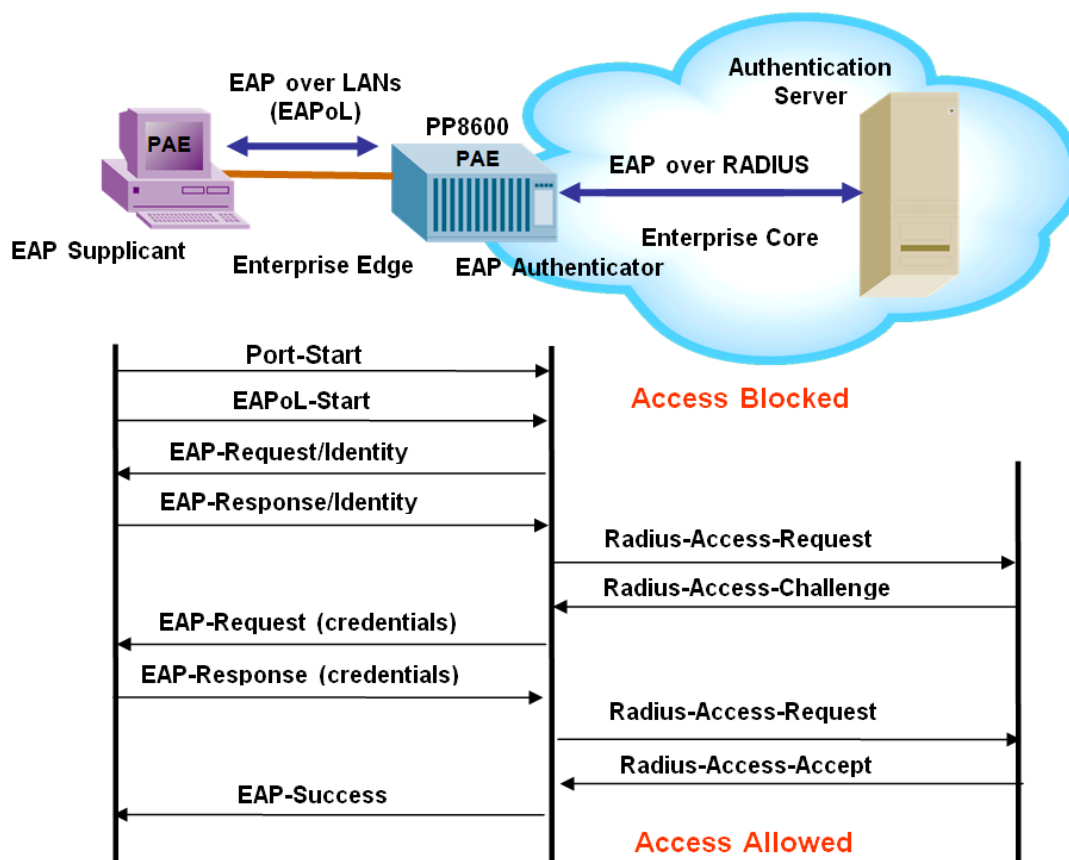 Authentication
Server
EAP over LANs
(EAPoL)
PP8600
PAE
PAE
EAP over RADIUS
EAP Supplicant
Enterprise Edge
EAP Authenticator
Enterprise Core
Port-Start
Access Blocked
EAPoL-Start
EAP-Request/Identity
EAP-Response/Identity
Radius-Access-Request
Radius-Access-Challenge
EAP-Request (credentials)
EAP-Response (credentials)
Radius-Access-Request
Radius-Access-Accept
EAP-Success
Access Allowed